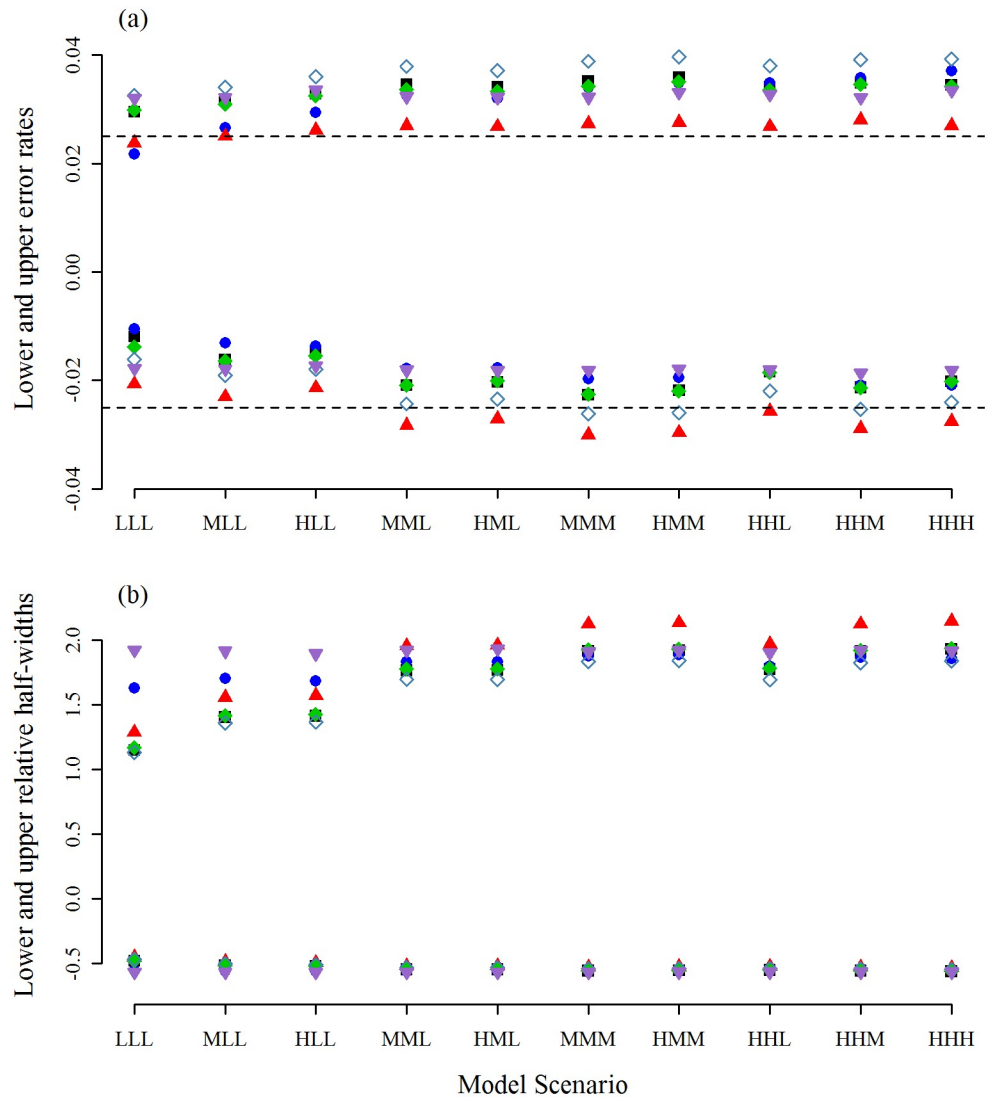 (a)
Lower and upper error rates
0.04
0.02
0.00
-0.02
-0.04
LLL MLL HLL MML HML MMM HMM HHL HHM HHH
(b)
Lower and upper relative half-widths
2.0
1.5
1.0
0.5
0.0
-0.5
LLL MLL HLL MML HML MMM HMM HHL HHM HHH
Model Scenario